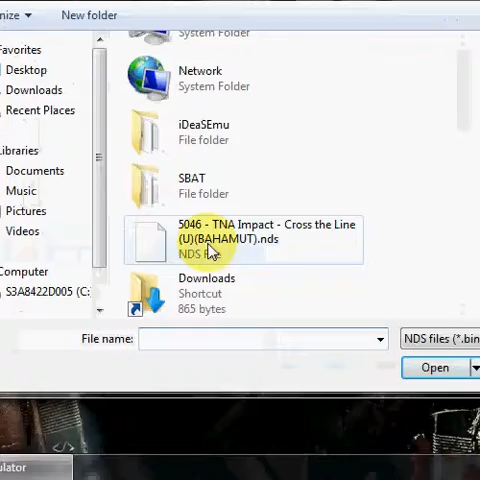 nize
New folder
System Folder
Favorites
Desktop
Network
System Folder
Downloads
Recent Places
iDeaSEmu
File folder
Libraries
Documents
SBAT
File folder
Music
Pictures
5046 - TNA Impact - Cross the Line
(U)(BAHAMUT).nds
NDS File
Videos
Computer
Downloads
Shortcut
865 bytes
S3A8422D005 (C:
File name:
NDS files (*.bin
Open
ulator